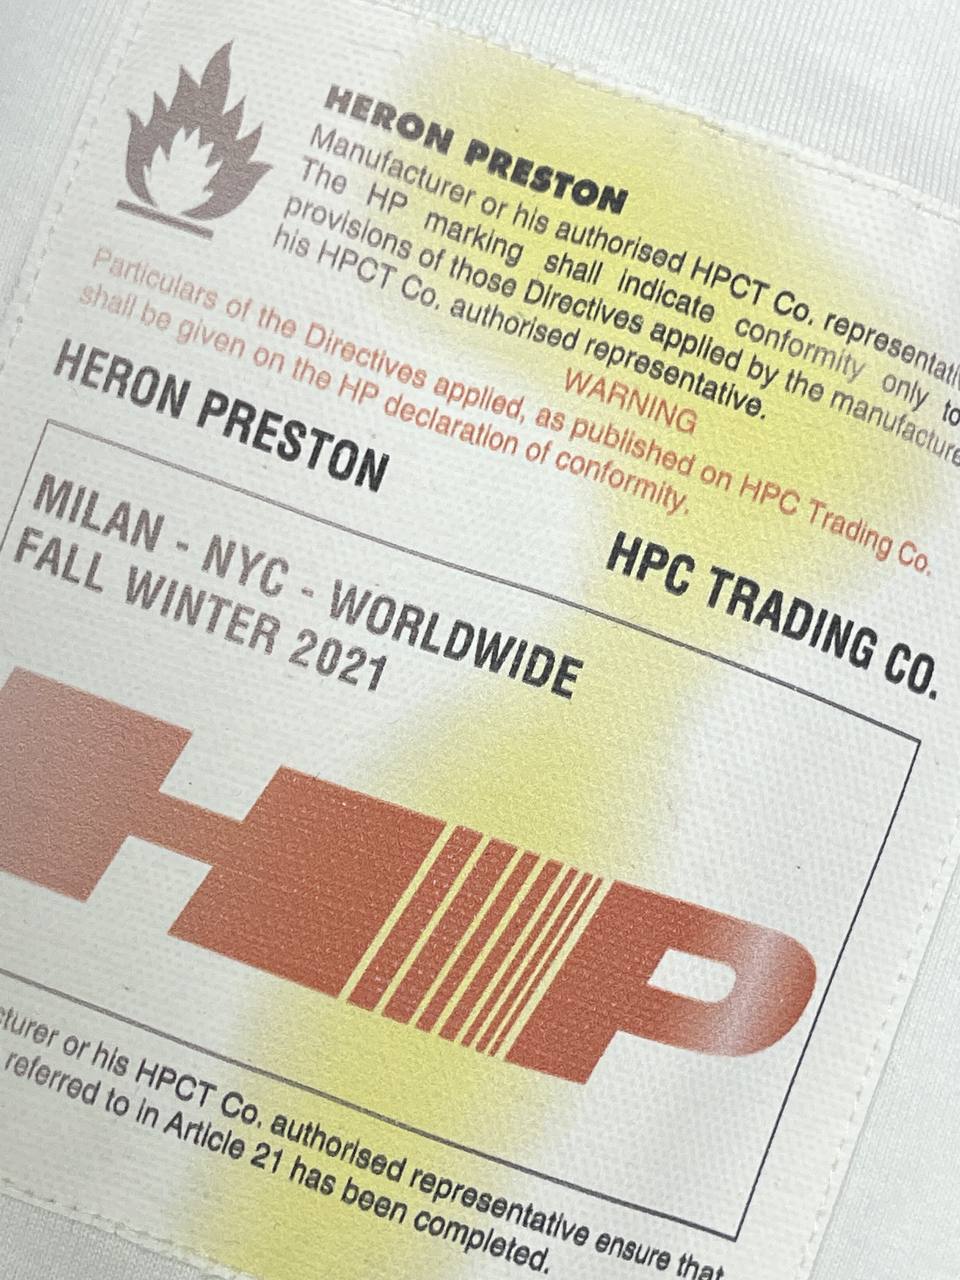 HERON PRESTON
Manufacturer or his authorised HPCT Co.
The HP marking shall indicate conformity only to
provisions of those Directives applied by the
his HPCT Co. authorised representative.
WARNING
Particulars of the Directives applied, as published on HPC Trading Co.
shall be given on the HP declaration of conformity.
HERON PRESTON
HPC TRADING CO.
MILAN - NYC - WORLDWIDE
FALL WINTER 2021
HP
or his HPCT Co. authorised representative ensure that
referred to in Article 21 has been completed.